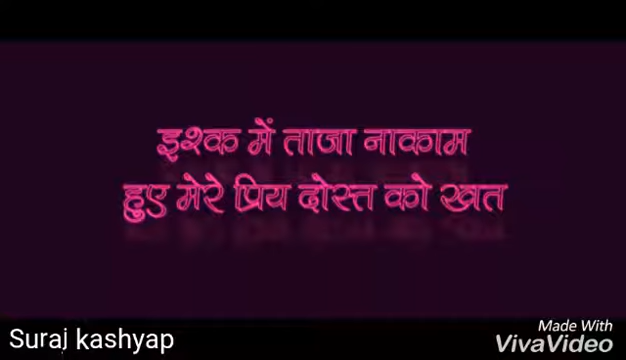 इश्क में ताजा नाकाम
हुए मेरे प्रिय दोस्त को खत
Suraj kashyap
Made With
VivaVideo